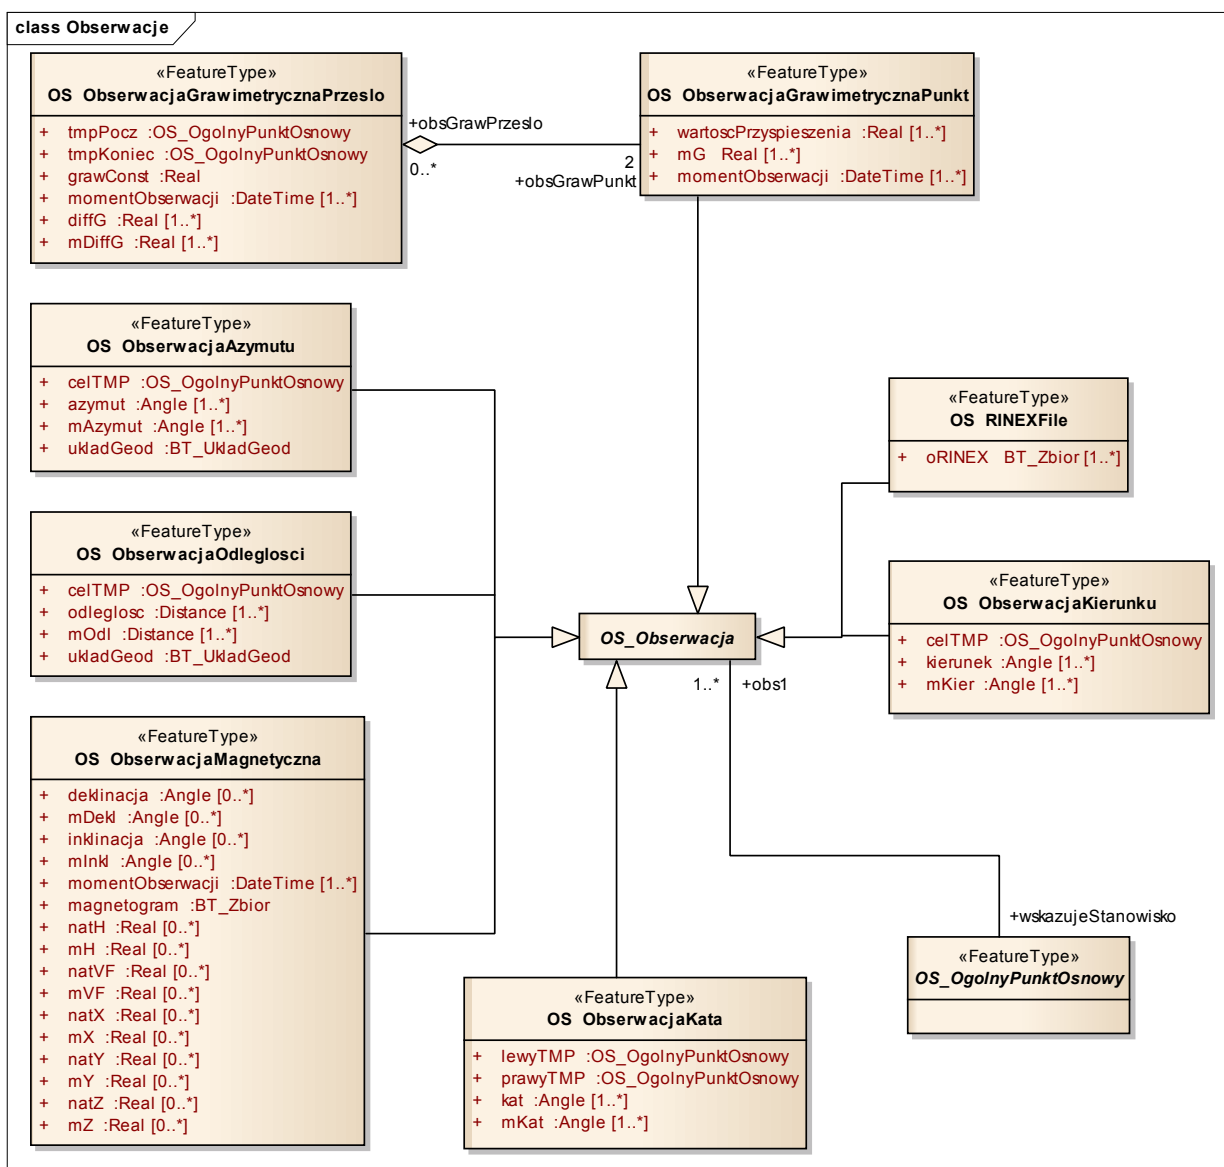 class Obserwacje
«FeatureType»
OS_ObserwacjaGrawimetrycznaPrzeslo
+ tmpPocz :OS_OgolnyPunktOsnowy
+ tmpKoniec :OS_OgolnyPunktOsnowy
+ grawConst :Real
+ momentObserwacji :DateTime [1..*]
+ diffG :Real [1..*]
+ mDiffG :Real [1..*]
+obsGrawPrzeslo
0..*
2
+obsGrawPunkt
«FeatureType»
OS_ObserwacjaGrawimetrycznaPunkt
+ wartoscPrzyspieszenia :Real [1..*]
+ mG Real [1..*]
+ momentObserwacji :DateTime [1..*]
«FeatureType»
OS_ObserwacjaAzymutu
+ celTMP :OS_OgolnyPunktOsnowy
+ azymut :Angle [1..*]
+ mAzymut :Angle [1..*]
+ ukladGeod :BT_UkladGeod
«FeatureType»
OS_RINEXFile
+ oRINEX BT_Zbior [1..*]
«FeatureType»
OS_ObserwacjaOdleglosci
+ celTMP :OS_OgolnyPunktOsnowy
+ odleglosc :Distance [1..*]
+ mOdl :Distance [1..*]
+ ukladGeod :BT_UkladGeod
«FeatureType»
OS_ObserwacjaKierunku
+ celTMP :OS_OgolnyPunktOsnowy
+ kierunek :Angle [1..*]
+ mKier :Angle [1..*]
OS_Obserwacja
1..*
+obs1
«FeatureType»
OS_ObserwacjaMagnetyczna
+ deklinacja :Angle [0..*]
+ mDekl :Angle [0..*]
+ inklinacja :Angle [0..*]
+ mInkl :Angle [0..*]
+ momentObserwacji :DateTime [1..*]
+ magnetogram :BT_Zbior
+ natH :Real [0..*]
+ mH :Real [0..*]
+ natVF :Real [0..*]
+ mVF :Real [0..*]
+ natX :Real [0..*]
+ mX :Real [0..*]
+ natY :Real [0..*]
+ mY :Real [0..*]
+ natZ :Real [0..*]
+ mZ :Real [0..*]
+wskazujeStanowisko
«FeatureType»
OS_OgolnyPunktOsnowy
«FeatureType»
OS_ObserwacjaKata
+ lewyTMP :OS_OgolnyPunktOsnowy
+ prawyTMP :OS_OgolnyPunktOsnowy
+ kat :Angle [1..*]
+ mKat :Angle [1..*]